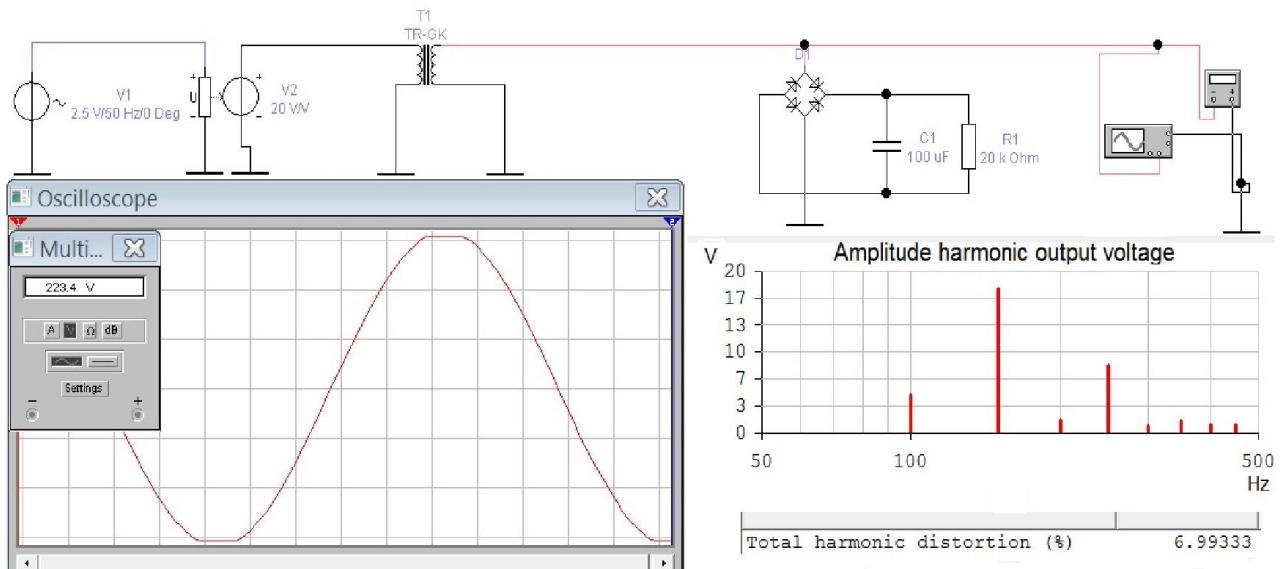 T1
TR-GK
V1
2.5 V/50 Hz/0 Deg
U
V2
20 V/V
D1
C1
100 uF
R1
20 k Ohm
Oscilloscope
1
2
Multi...
223.4 V
A V Ω dB
Settings
Amplitude harmonic output voltage
V
20
17
13
10
7
3
0
50 100 500
Hz
Total harmonic distortion (%) 6.99333